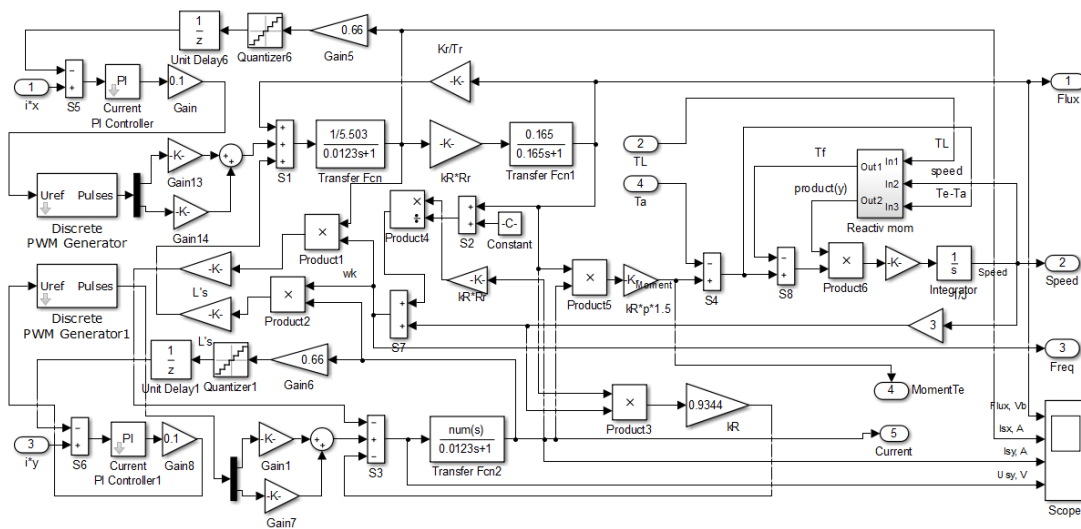 1
z
Unit Delay6
Quantizer6
0.66
Gain5
Kr/Tr
-K-
1
i*x
−
+
S5
PI
Current
PI Controller
0.1
Gain
1
Flux
+
+
+
S1
1/5.503
0.0123s+1
Transfer Fcn
-K-
kR*Rr
0.165
0.165s+1
Transfer Fcn1
2
TL
4
Ta
TL
Tf
speed
Te-Ta
product(y)
Out1
Out2
In1
In2
In3
Reactiv mom
Uref
Pulses
Discrete
PWM Generator
-K-
Gain13
-K-
Gain14
+
+
×
÷
Product4
+
+
S2
-C-
Constant
×
Product1
wk
-K-
L's
-K-
L's
×
Product2
-K-
kR*Rr
+
+
S7
×
Product5
-K-
Moment
kR*p*1.5
−
+
S4
−
+
S8
×
Product6
-K-
1
s
Integrator
Speed
1/J
2
Speed
Uref
Pulses
Discrete
PWM Generator1
3
3
Freq
1
z
Unit Delay1
Quantizer1
0.66
Gain6
4
MomentTe
3
i*y
−
+
S6
PI
Current
PI Controller1
0.1
Gain8
-K-
Gain1
-K-
Gain7
+
+
−
+
−
S3
num(s)
0.0123s+1
Transfer Fcn2
×
Product3
0.9344
kR
5
Current
Flux, Vb
Isx, A
Isy, A
Usy, V
Scope